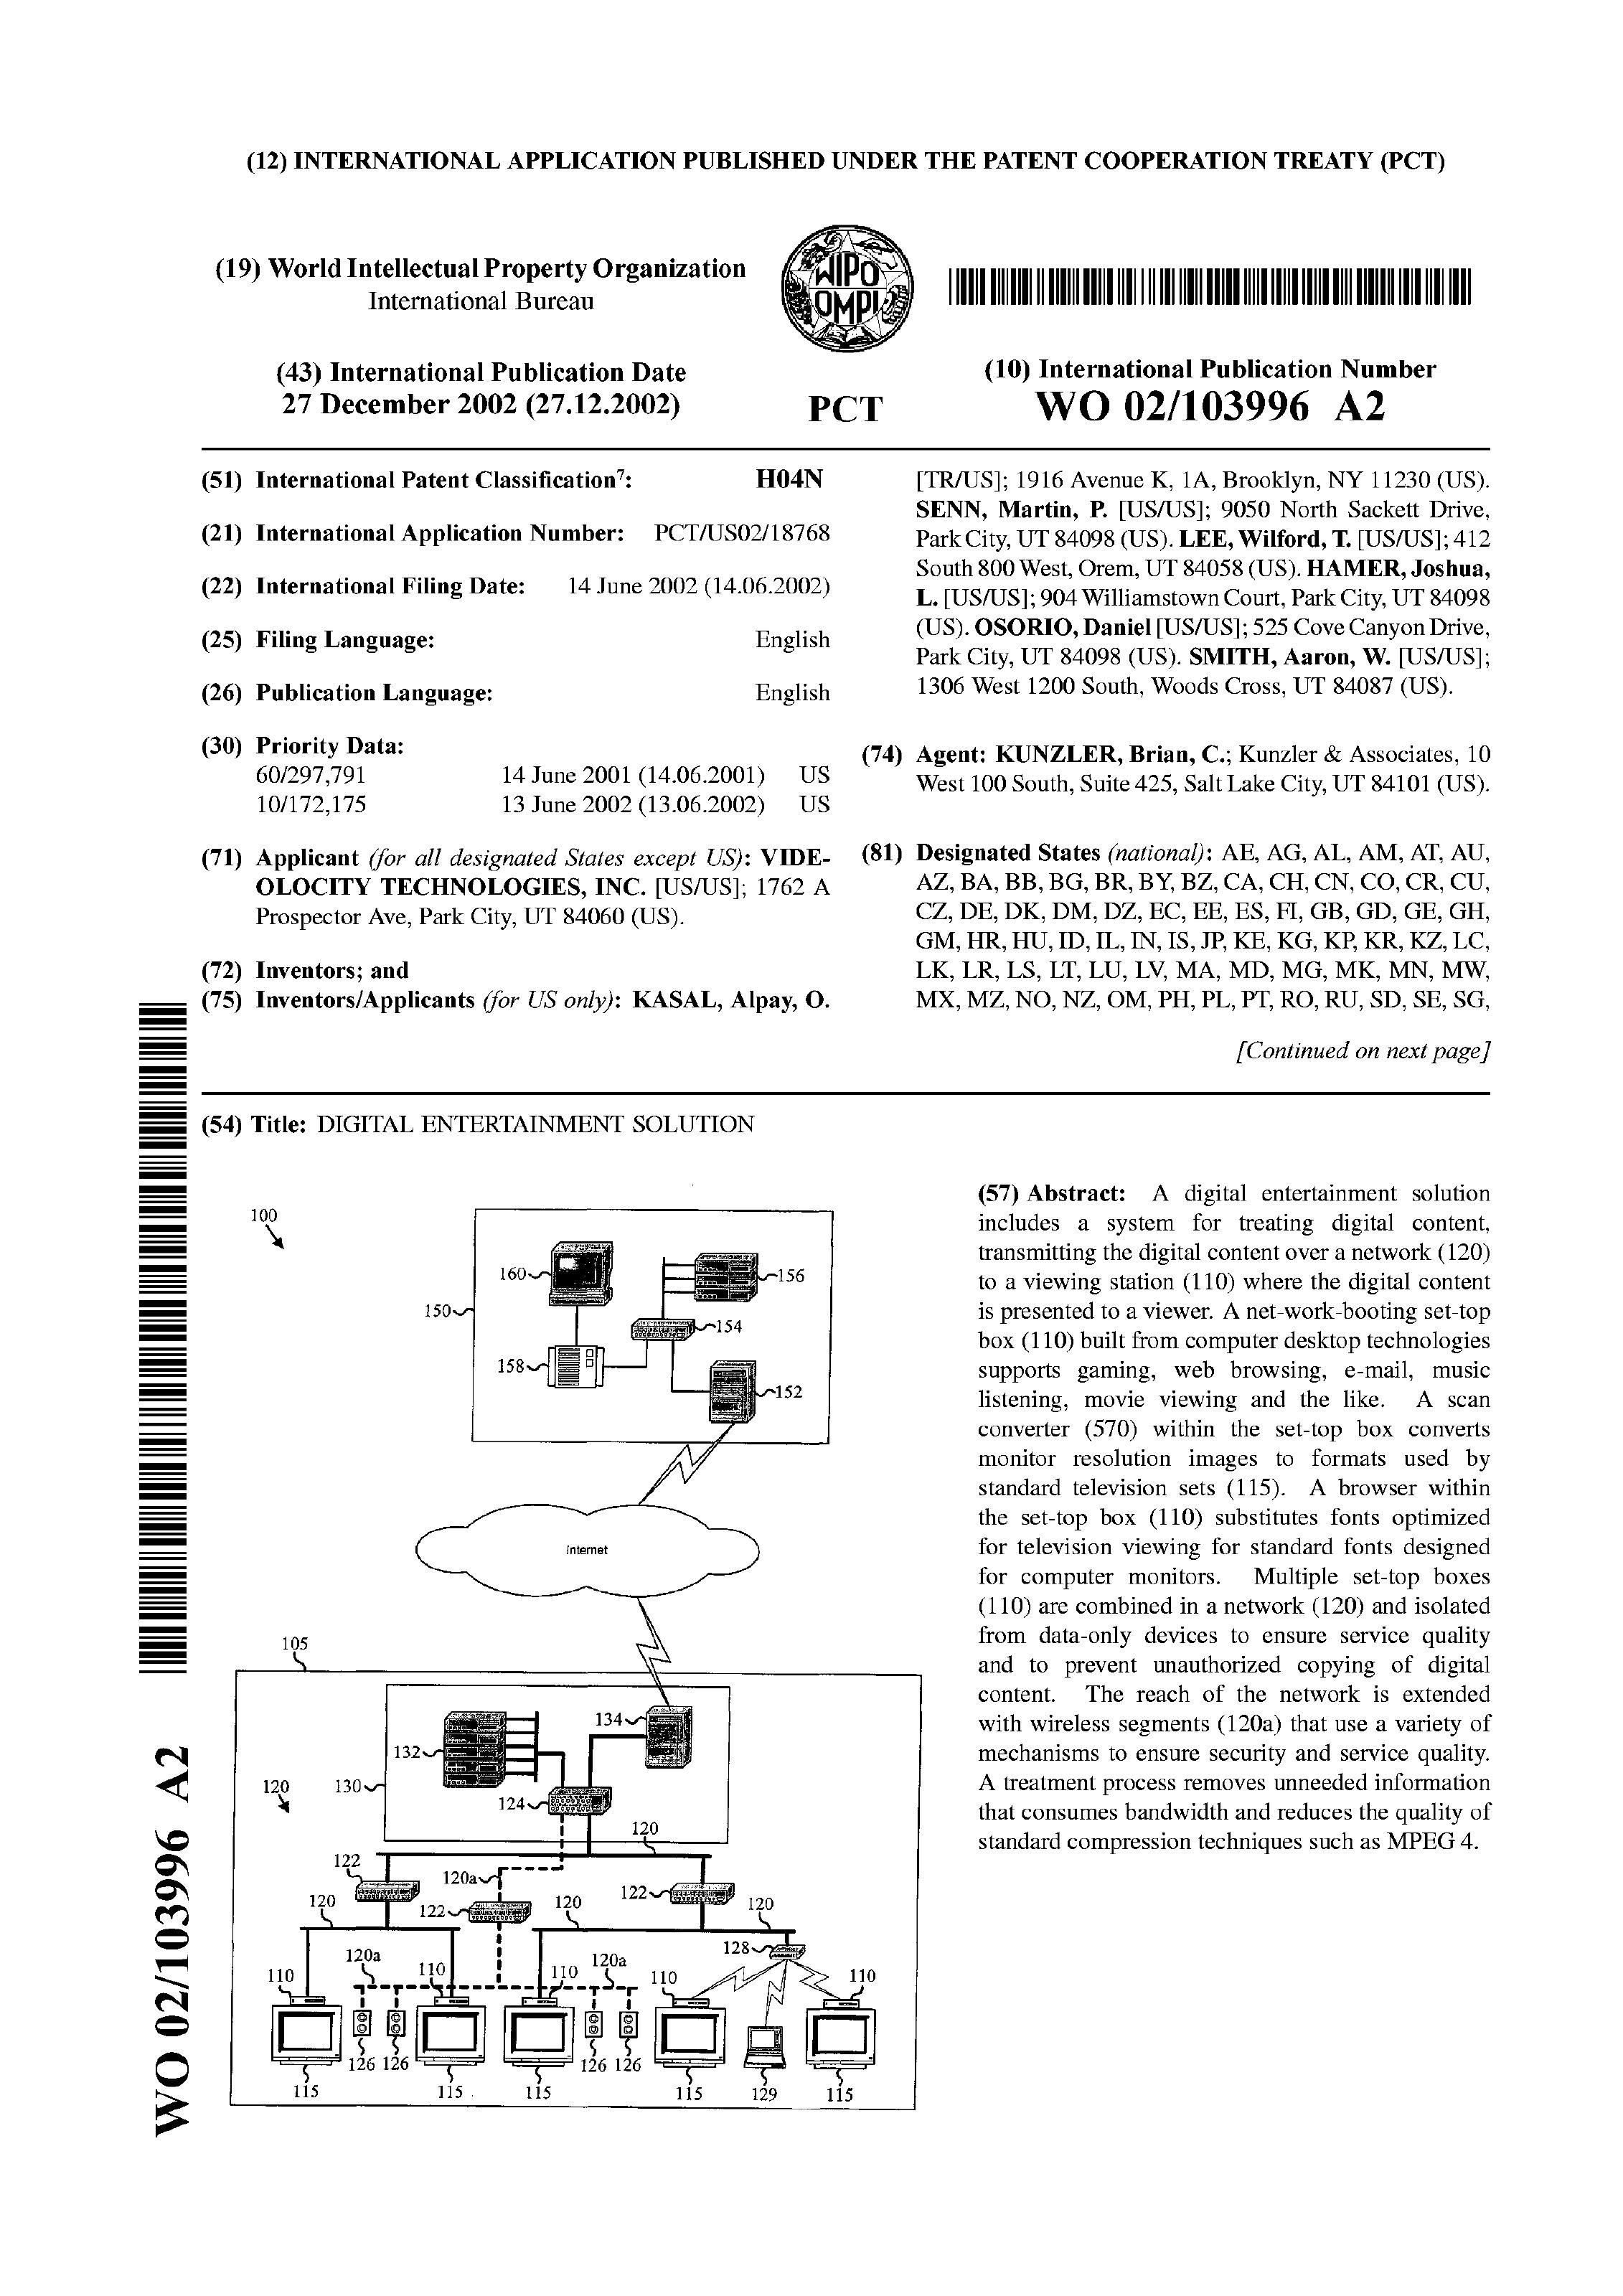 (12) INTERNATIONAL APPLICATION PUBLISHED UNDER THE PATENT COOPERATION TREATY (PCT)
(19) World Intellectual Property Organization
International Bureau
WIPO
OMPI
(43) International Publication Date
27 December 2002 (27.12.2002)
PCT
(10) International Publication Number
WO 02/103996 A2
(51) International Patent Classification7: H04N
(21) International Application Number: PCT/US02/18768
(22) International Filing Date: 14 June 2002 (14.06.2002)
(25) Filing Language: English
(26) Publication Language: English
(30) Priority Data:
60/297,791 14 June 2001 (14.06.2001) US
10/172,175 13 June 2002 (13.06.2002) US
(71) Applicant (for all designated States except US): VIDE-
OLOCITY TECHNOLOGIES, INC. [US/US]; 1762 A
Prospector Ave, Park City, UT 84060 (US).
(72) Inventors; and
(75) Inventors/Applicants (for US only): KASAL, Alpay, O.
[TR/US]; 1916 Avenue K, 1A, Brooklyn, NY 11230 (US).
SENN, Martin, P. [US/US]; 9050 North Sackett Drive,
Park City, UT 84098 (US). LEE, Wilford, T. [US/US]; 412
South 800 West, Orem, UT 84058 (US). HAMER, Joshua,
L. [US/US]; 904 Williamstown Court, Park City, UT 84098
(US). OSORIO, Daniel [US/US]; 525 Cove Canyon Drive,
Park City, UT 84098 (US). SMITH, Aaron, W. [US/US];
1306 West 1200 South, Woods Cross, UT 84087 (US).
(74) Agent: KUNZLER, Brian, C.; Kunzler & Associates, 10
West 100 South, Suite 425, Salt Lake City, UT 84101 (US).
(81) Designated States (national): AE, AG, AL, AM, AT, AU,
AZ, BA, BB, BG, BR, BY, BZ, CA, CH, CN, CO, CR, CU,
CZ, DE, DK, DM, DZ, EC, EE, ES, FI, GB, GD, GE, GH,
GM, HR, HU, ID, IL, IN, IS, JP, KE, KG, KP, KR, KZ, LC,
LK, LR, LS, LT, LU, LV, MA, MD, MG, MK, MN, MW,
MX, MZ, NO, NZ, OM, PH, PL, PT, RO, RU, SD, SE, SG,
[Continued on next page]
(54) Title: DIGITAL ENTERTAINMENT SOLUTION
100
160
156
150
154
158
152
Internet
105
134
132
120
130
124
120
122
120a
122
120
122
120
120
120a
128
110
110
110
120a
110
110
126 126
126 126
115
115
115
115
129
115
(57) Abstract: A digital entertainment solution
includes a system for treating digital content,
transmitting the digital content over a network (120)
to a viewing station (110) where the digital content
is presented to a viewer. A net-work-booting set-top
box (110) built from computer desktop technologies
supports gaming, web browsing, e-mail, music
listening, movie viewing and the like. A scan
converter (570) within the set-top box converts
monitor resolution images to formats used by
standard television sets (115). A browser within
the set-top box (110) substitutes fonts optimized
for television viewing for standard fonts designed
for computer monitors. Multiple set-top boxes
(110) are combined in a network (120) and isolated
from data-only devices to ensure service quality
and to prevent unauthorized copying of digital
content. The reach of the network is extended
with wireless segments (120a) that use a variety of
mechanisms to ensure security and service quality.
A treatment process removes unneeded information
that consumes bandwidth and reduces the quality of
standard compression techniques such as MPEG 4.
WO 02/103996 A2